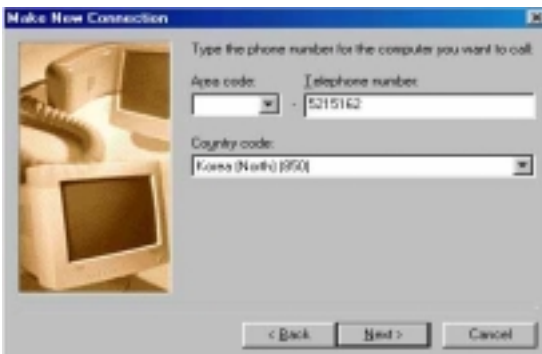 Make New Connection
Type the phone number for the computer you want to call:
Area code: Telephone number:
- 5215162
Country code:
Korea (North) (850)
< Back Next > Cancel